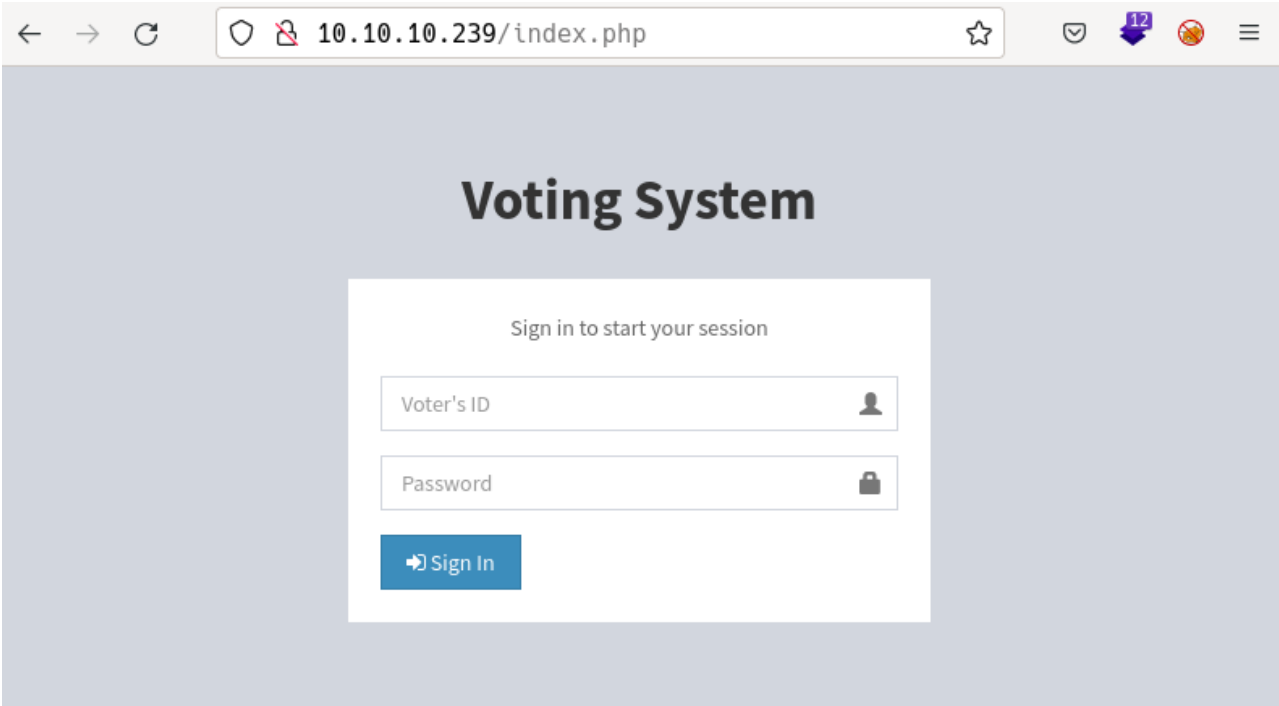 10.10.10.239/index.php
12
Voting System
Sign in to start your session
Voter's ID
Password
Sign In